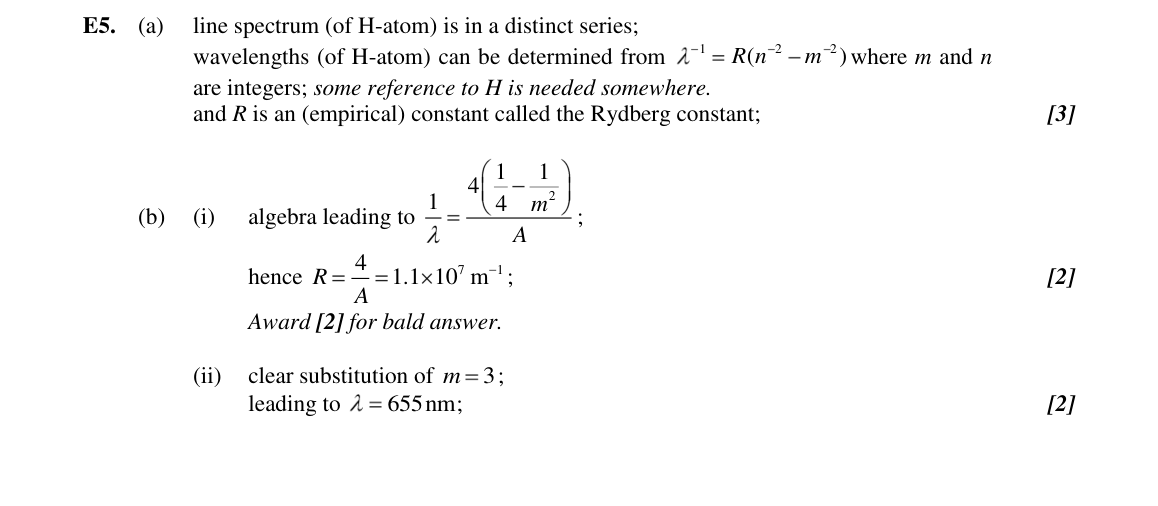 E5. (a) line spectrum (of H-atom) is in a distinct series;
wavelengths (of H-atom) can be determined from λ⁻¹ = R(n⁻² – m⁻²) where m and n
are integers; some reference to H is needed somewhere.
and R is an (empirical) constant called the Rydberg constant; [3]
(b) (i) algebra leading to 1/λ = 4(1/4 – 1/m²)/A ;
hence R = 4/A = 1.1×10⁷ m⁻¹ ; [2]
Award [2] for bald answer.
(ii) clear substitution of m = 3;
leading to λ = 655 nm; [2]